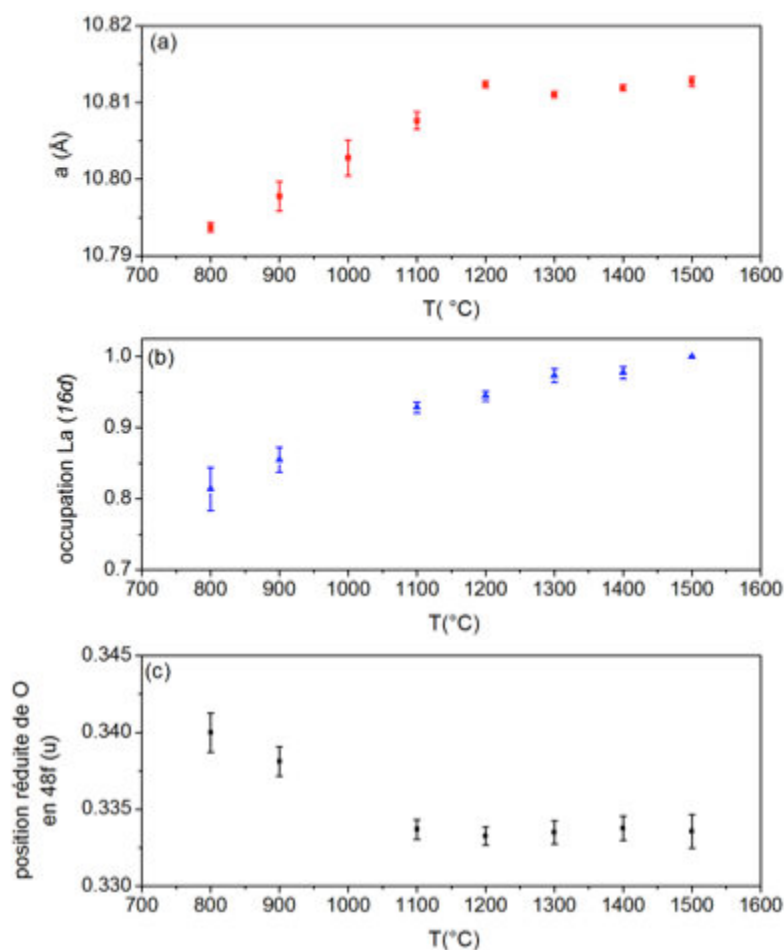 (a)
a (Å)
10.82
10.81
10.80
10.79
700 800 900 1000 1100 1200 1300 1400 1500 1600
T( °C)
(b)
occupation La (16d)
1.0
0.9
0.8
0.7
700 800 900 1000 1100 1200 1300 1400 1500 1600
T(°C)
(c)
position réduite de O
en 48f (u)
0.345
0.340
0.335
0.330
700 800 900 1000 1100 1200 1300 1400 1500 1600
T(°C)